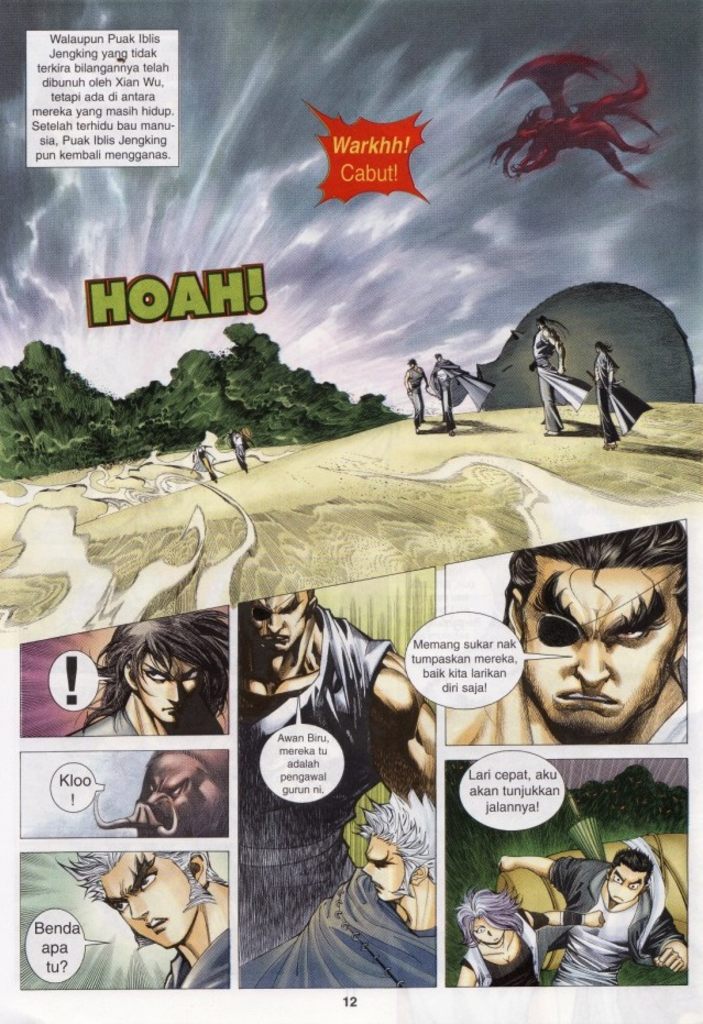 Walaupun Puak Iblis
Jengking yang tidak
terkira bilangannya telah
dibunuh oleh Xian Wu,
tetapi ada di antara
mereka yang masih hidup.
Setelah terhidu bau manu-
sia, Puak Iblis Jengking
pun kembali mengganas.
Warkhh!
Cabut!
HOAH!
!
Kloo
!
Benda
apa
tu?
Awan Biru,
mereka tu
adalah
pengawal
gurun ni.
Memang sukar nak
tumpaskan mereka,
baik kita larikan
diri saja!
Lari cepat, aku
akan tunjukkan
jalannya!
12